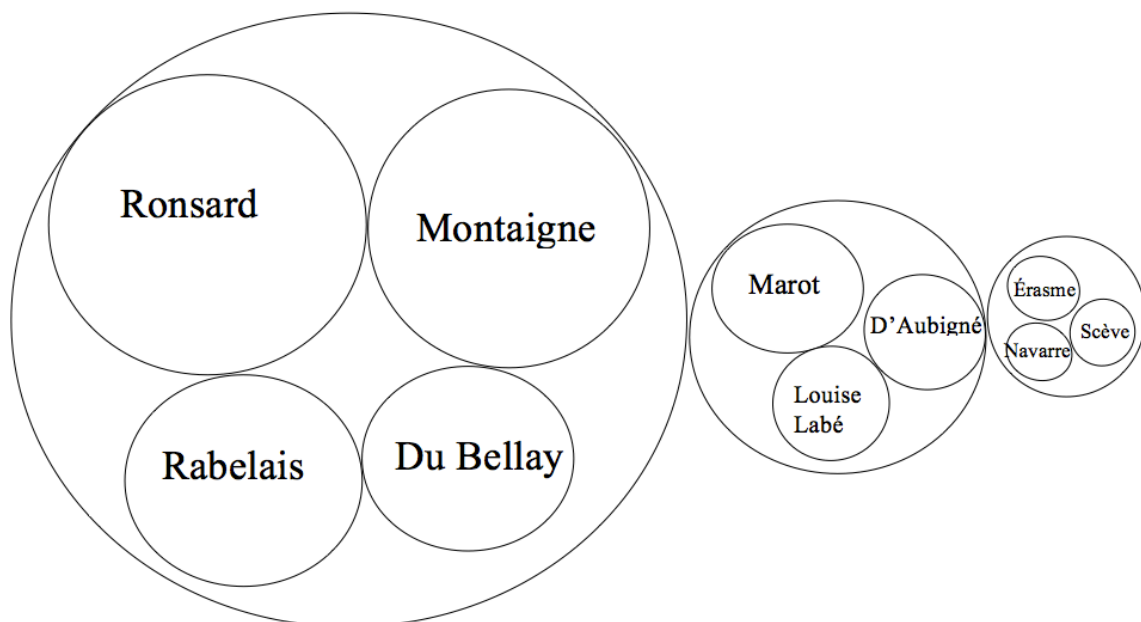 Ronsard
Montaigne
Rabelais
Du Bellay
Marot
D’Aubigné
Louise
Labé
Érasme
Scève
Navarre